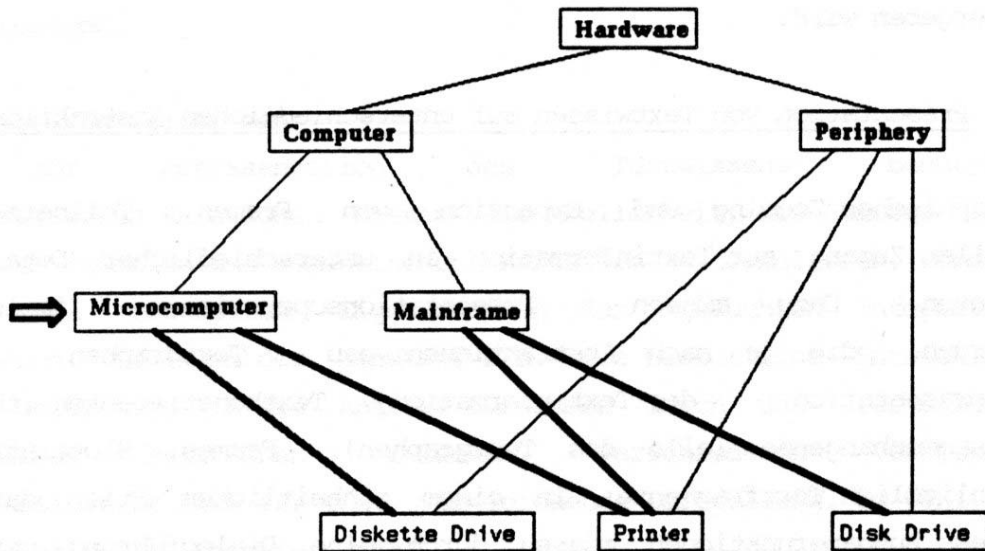 Hardware
Computer
Periphery
Microcomputer
Mainframe
Diskette Drive
Printer
Disk Drive